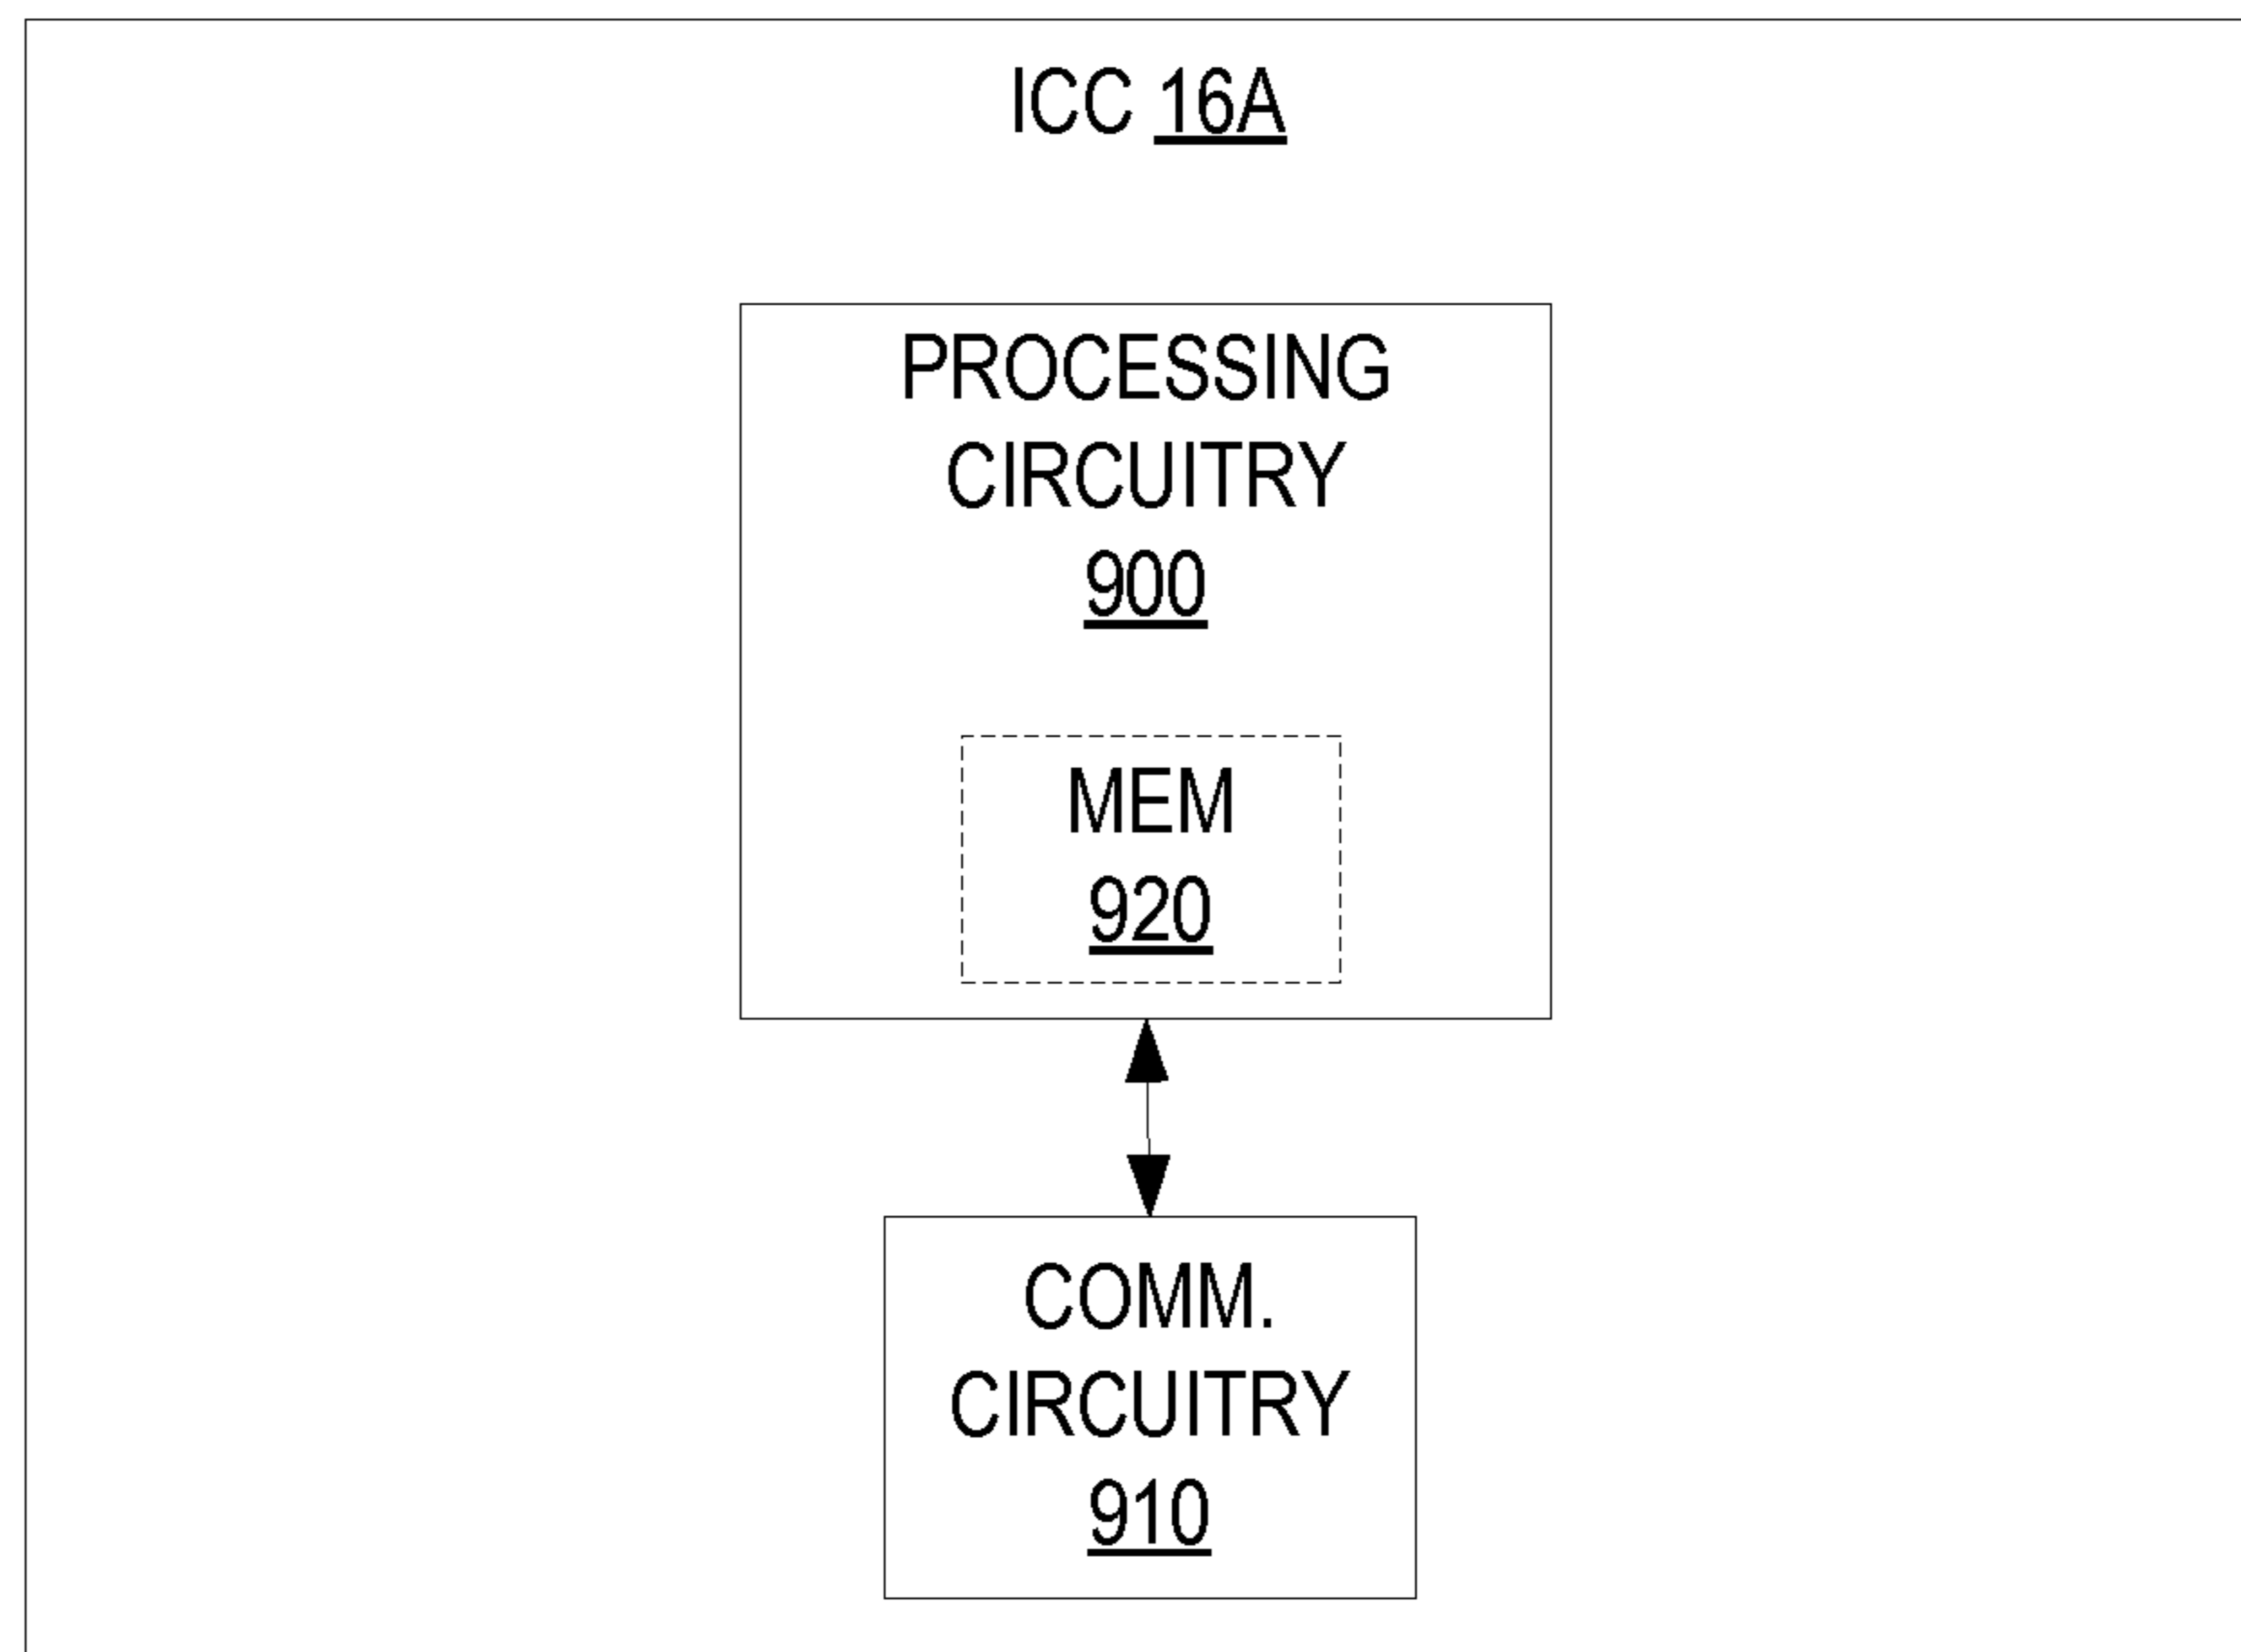 ICC 16A
PROCESSING
CIRCUITRY
900
MEM
920
COMM.
CIRCUITRY
910